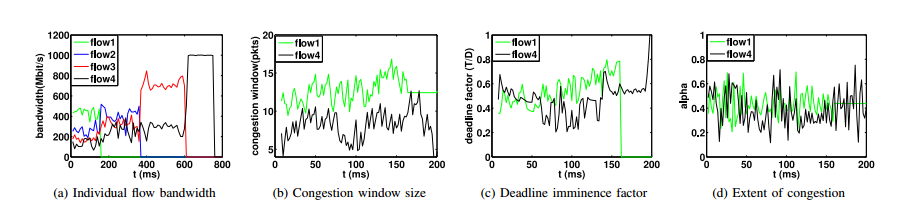 1200
1000
800
600
400
200
0
bandwidth(Mbit/s)
flow1
flow2
flow3
flow4
0 200 400 600 800
t (ms)
(a) Individual flow bandwidth
20
15
10
5
congestion window(pkts)
flow1
flow4
0 50 100 150 200
t (ms)
(b) Congestion window size
1
0.8
0.6
0.4
0.2
0
deadline factor (T/D)
flow1
flow4
0 50 100 150 200
t (ms)
(c) Deadline imminence factor
1
0.8
0.6
0.4
0.2
0
alpha
flow1
flow4
0 50 100 150 200
t (ms)
(d) Extent of congestion